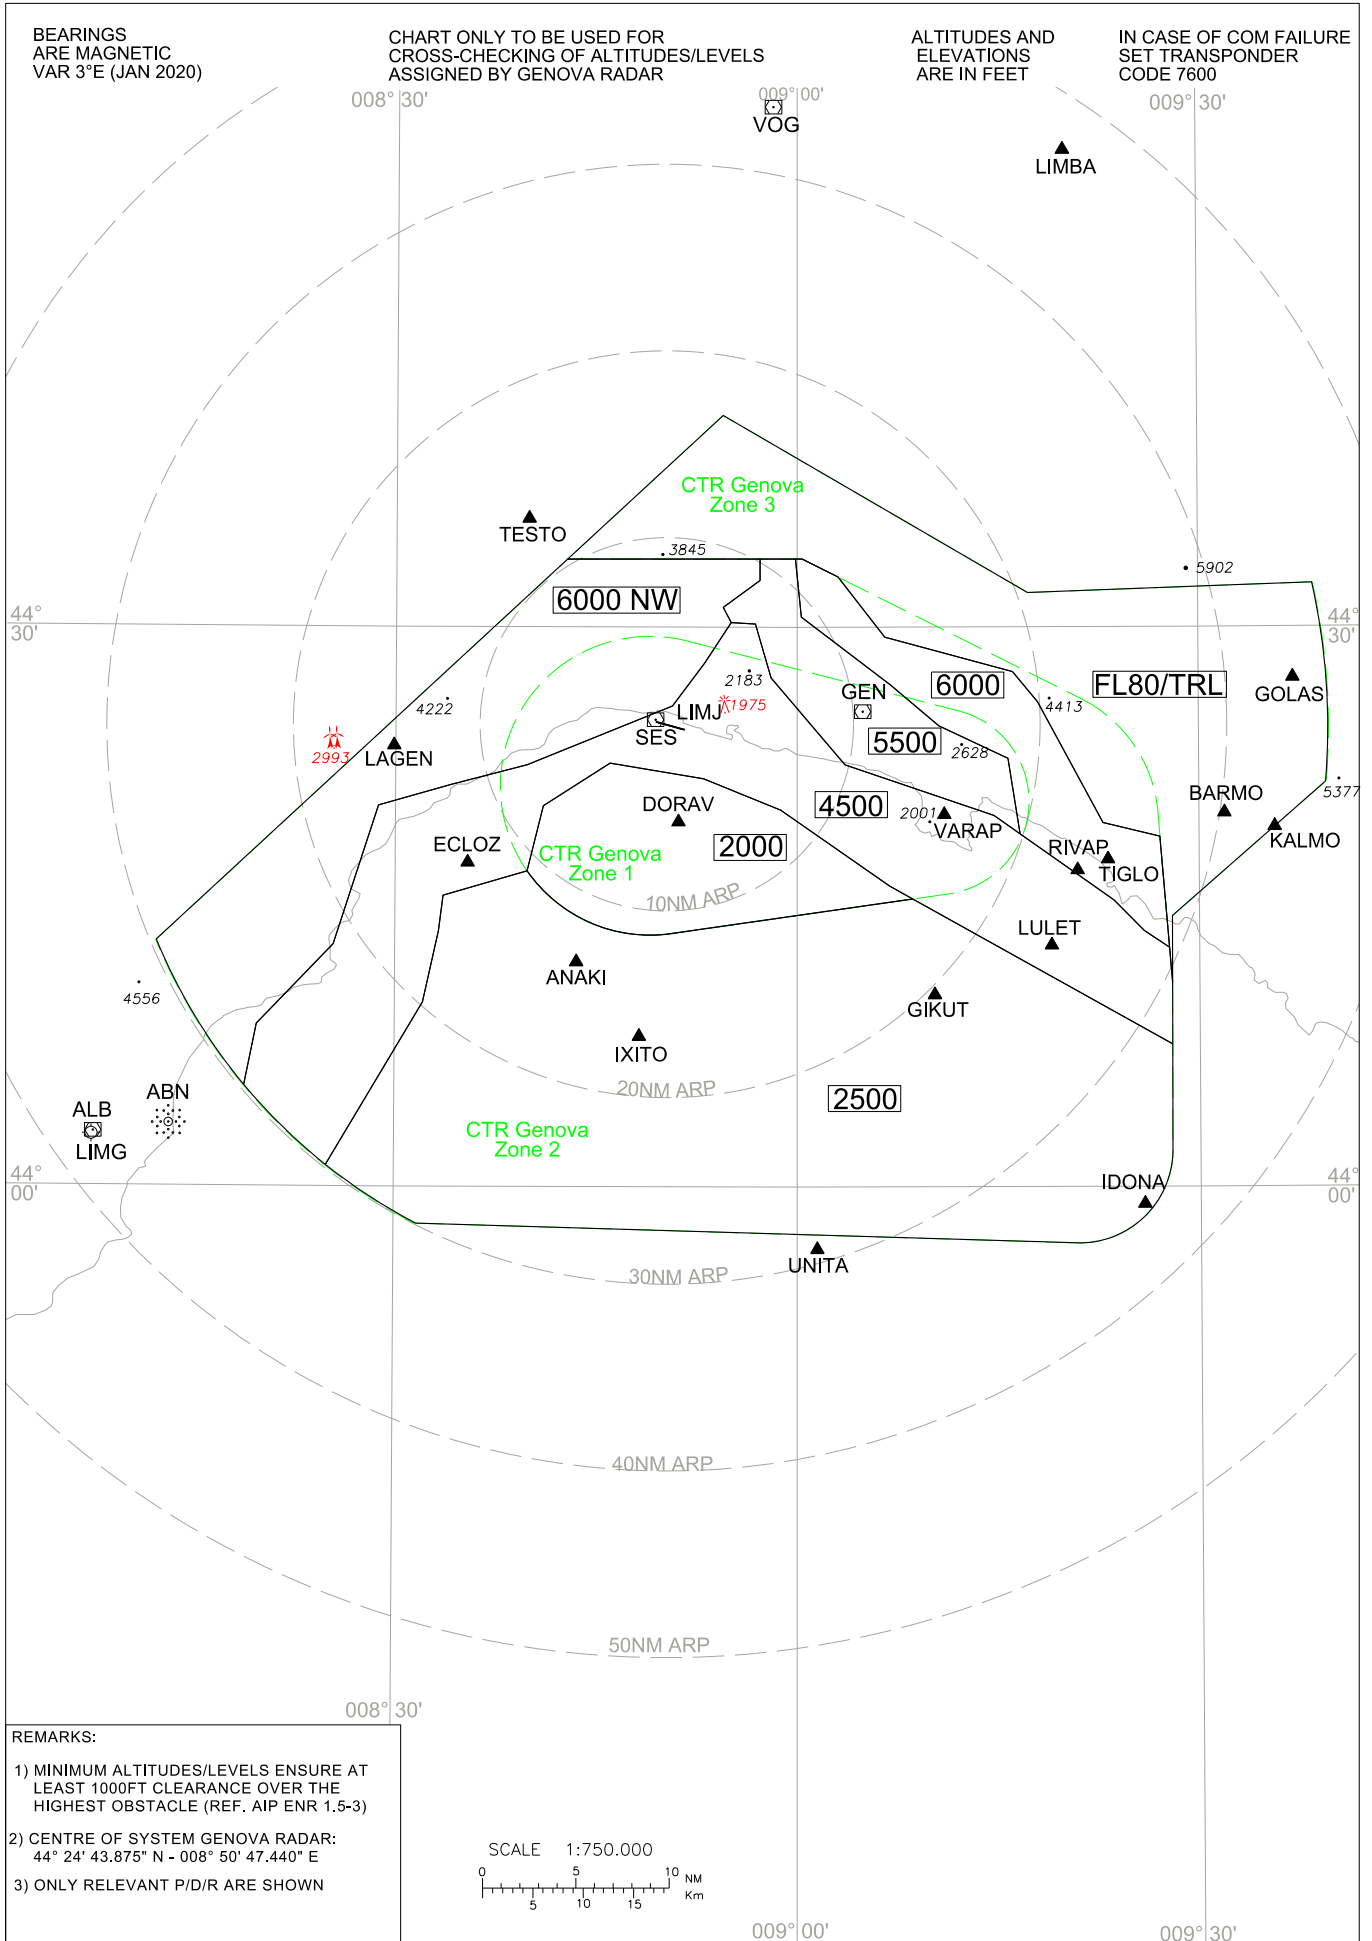 BEARINGS
ARE MAGNETIC
VAR 3°E (JAN 2020)
CHART ONLY TO BE USED FOR
CROSS-CHECKING OF ALTITUDES/LEVELS
ASSIGNED BY GENOVA RADAR
ALTITUDES AND
ELEVATIONS
ARE IN FEET
IN CASE OF COM FAILURE
SET TRANSPONDER
CODE 7600
008° 30'
009° 00'
009° 30'
VOG
LIMBA
CTR Genova
Zone 3
TESTO
3845
5902
6000 NW
44°
30'
44°
30'
2183
GEN
6000
FL80/TRL
GOLAS
4222
1975
LIMJ
4413
SES
5500
2628
2993
LAGEN
5377
BARMO
DORAV
4500
2001
VARAP
KALMO
ECLOZ
2000
RIVAP
TIGLO
CTR Genova
Zone 1
10NM ARP
LULET
ANAKI
4556
GIKUT
IXITO
20NM ARP
2500
ABN
ALB
LIMG
CTR Genova
Zone 2
44°
00'
44°
00'
IDONA
UNITA
30NM ARP
40NM ARP
50NM ARP
008° 30'
REMARKS:
1) MINIMUM ALTITUDES/LEVELS ENSURE AT
LEAST 1000FT CLEARANCE OVER THE
HIGHEST OBSTACLE (REF. AIP ENR 1.5-3)
2) CENTRE OF SYSTEM GENOVA RADAR:
44° 24' 43.875" N - 008° 50' 47.440" E
3) ONLY RELEVANT P/D/R ARE SHOWN
SCALE 1:750.000
0 5 10 NM
5 10 15 Km
009° 00'
009° 30'